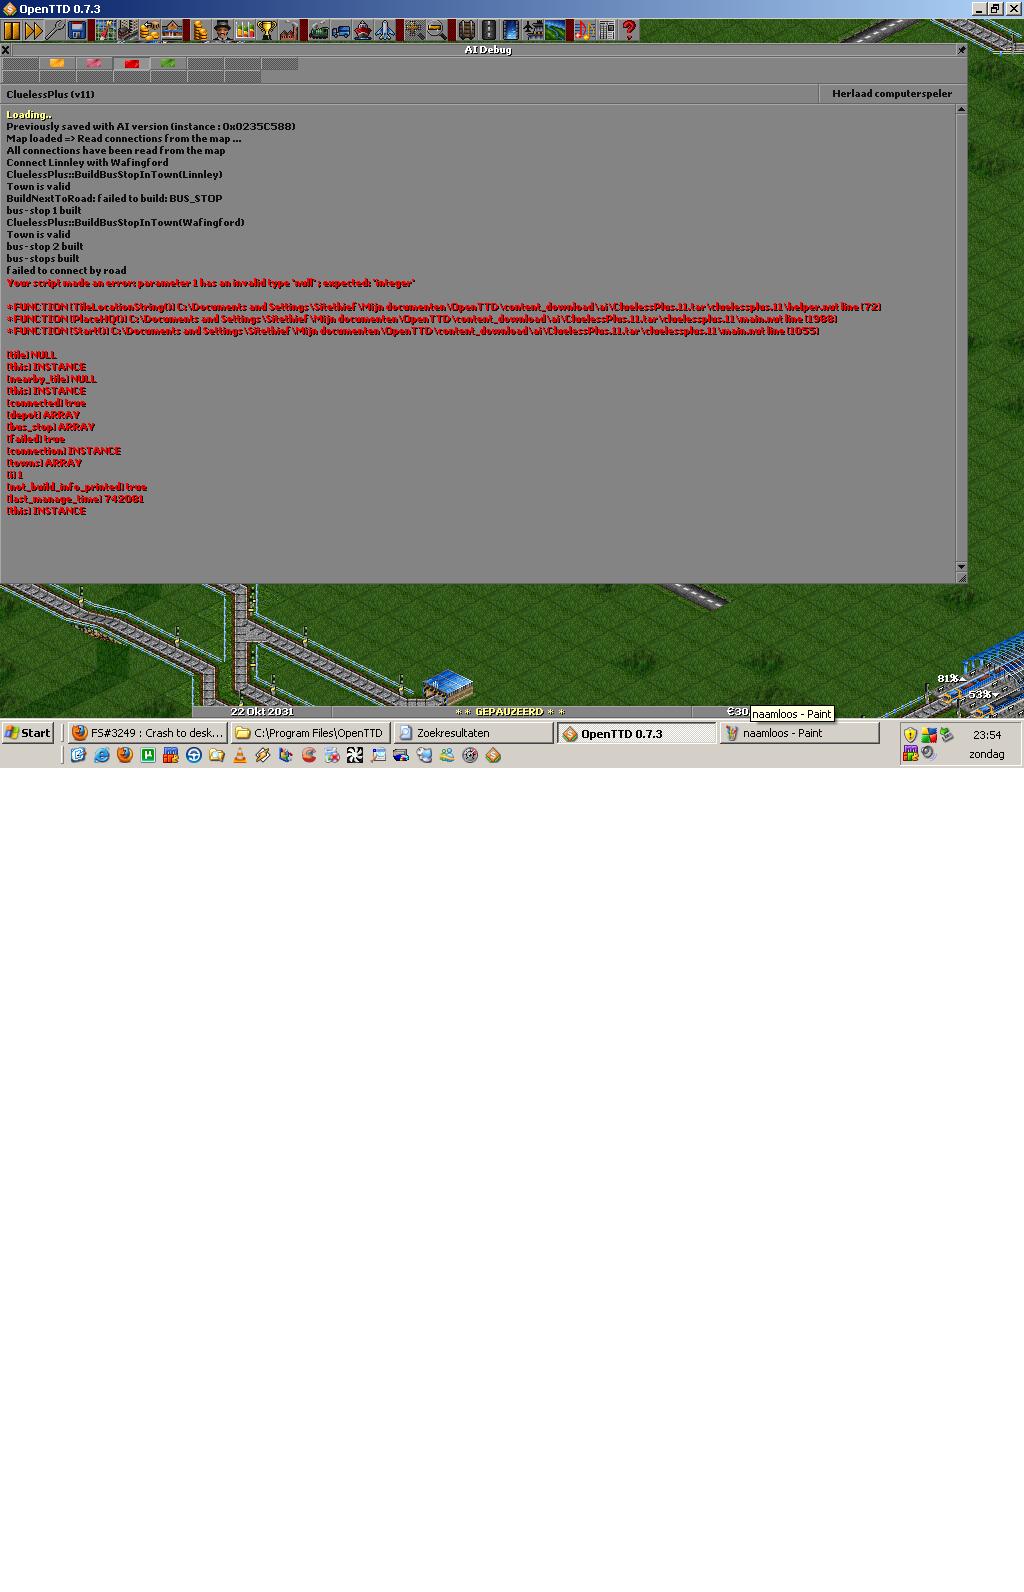 OpenTTD 0.7.3
AI Debug
CluelessPlus (v11)
Herlaad computerspeler
Loading..
Previously saved with AI version (instance : 0x0235C588)
Map loaded => Read connections from the map ...
All connections have been read from the map
Connect Linnley with Wafingford
CluelessPlus::BuildBusStopInTown(Linnley)
Town is valid
BuildNextToRoad: failed to build: BUS_STOP
bus-stop 1 built
CluelessPlus::BuildBusStopInTown(Wafingford)
Town is valid
bus-stop 2 built
bus-stops built
failed to connect by road
Your script made an error: parameter 1 has an invalid type 'null' ; expected: 'integer'
*FUNCTION [TileLocationString()] C:\Documents and Settings\Sitethief\Mijn documenten\OpenTTD\content_download\ai\CluelessPlus.11.tar\cluelessplus.11\helper.nut line [72]
*FUNCTION [PlaceHQ()] C:\Documents and Settings\Sitethief\Mijn documenten\OpenTTD\content_download\ai\CluelessPlus.11.tar\cluelessplus.11\main.nut line [1988]
*FUNCTION [Start()] C:\Documents and Settings\Sitethief\Mijn documenten\OpenTTD\content_download\ai\CluelessPlus.11.tar\cluelessplus.11\main.nut line [1055]
[tile] NULL
[this] INSTANCE
[nearby_tile] NULL
[this] INSTANCE
[connected] true
[depot] ARRAY
[bus_stop] ARRAY
[failed] true
[connection] INSTANCE
[towns] ARRAY
[i] 1
[not_build_info_printed] true
[last_manage_time] 742081
[this] INSTANCE
81%
53%
22 Okt 2031
* * GEPAUZEERD * *
€30
naamloos - Paint
Start
FS#3249 : Crash to desk...
C:\Program Files\OpenTTD
Zoekresultaten
OpenTTD 0.7.3
naamloos - Paint
23:54
zondag